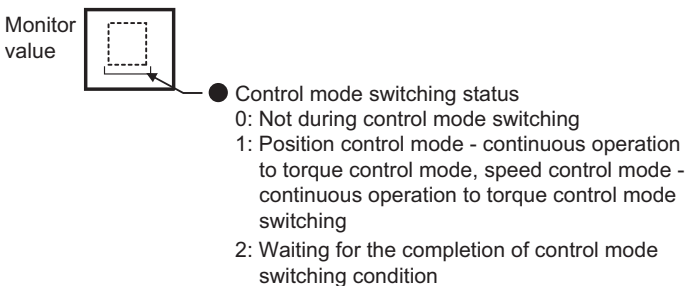 Monitor
value
Control mode switching status
0: Not during control mode switching
1: Position control mode - continuous operation
to torque control mode, speed control mode -
continuous operation to torque control mode
switching
2: Waiting for the completion of control mode
switching condition